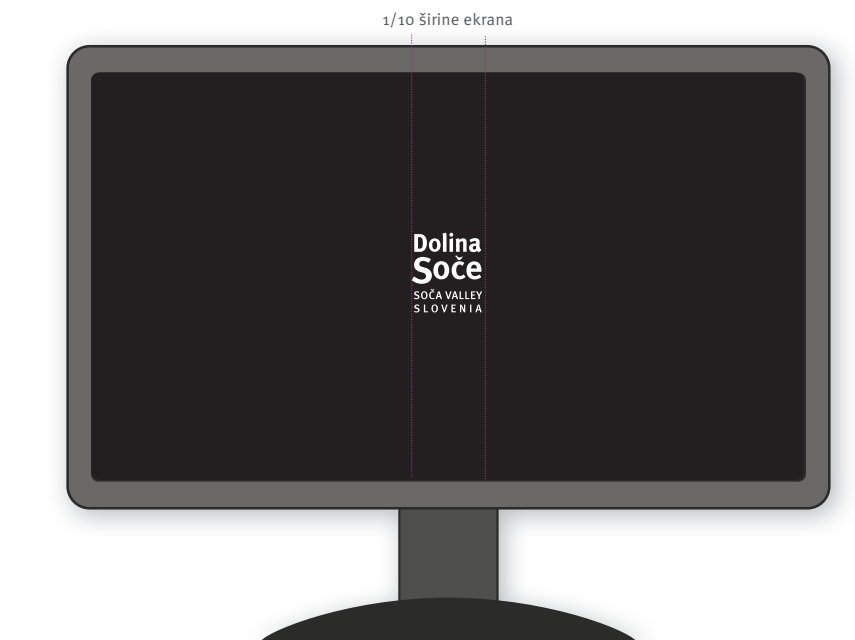 1/10 širine ekrana
Dolina
Soče
SOČA VALLEY
SLOVENIA